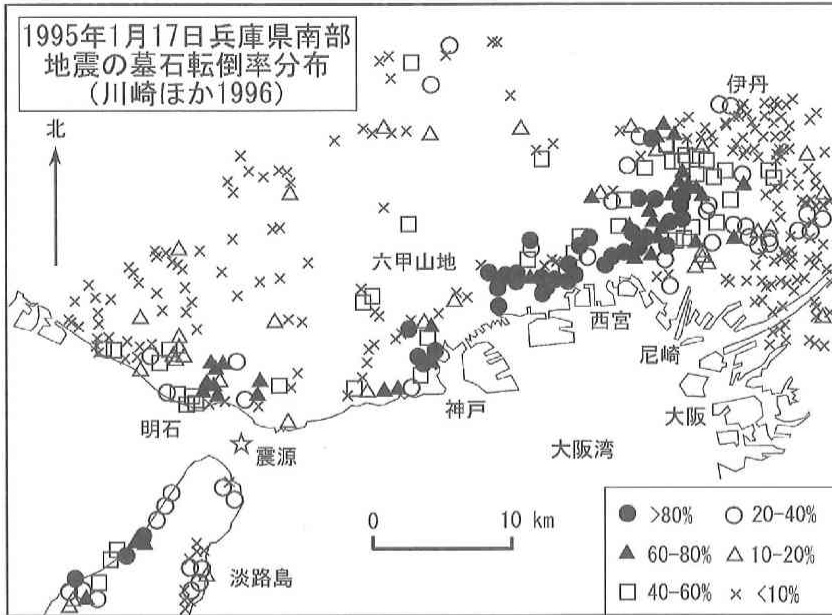 1995年1月17日兵庫県南部
地震の墓石転倒率分布
(川崎ほか1996)
北
伊丹
六甲山地
西宮
尼崎
神戸
大阪
明石
震源
大阪湾
淡路島
0 10 km
>80% 20-40%
60-80% 10-20%
40-60% <10%